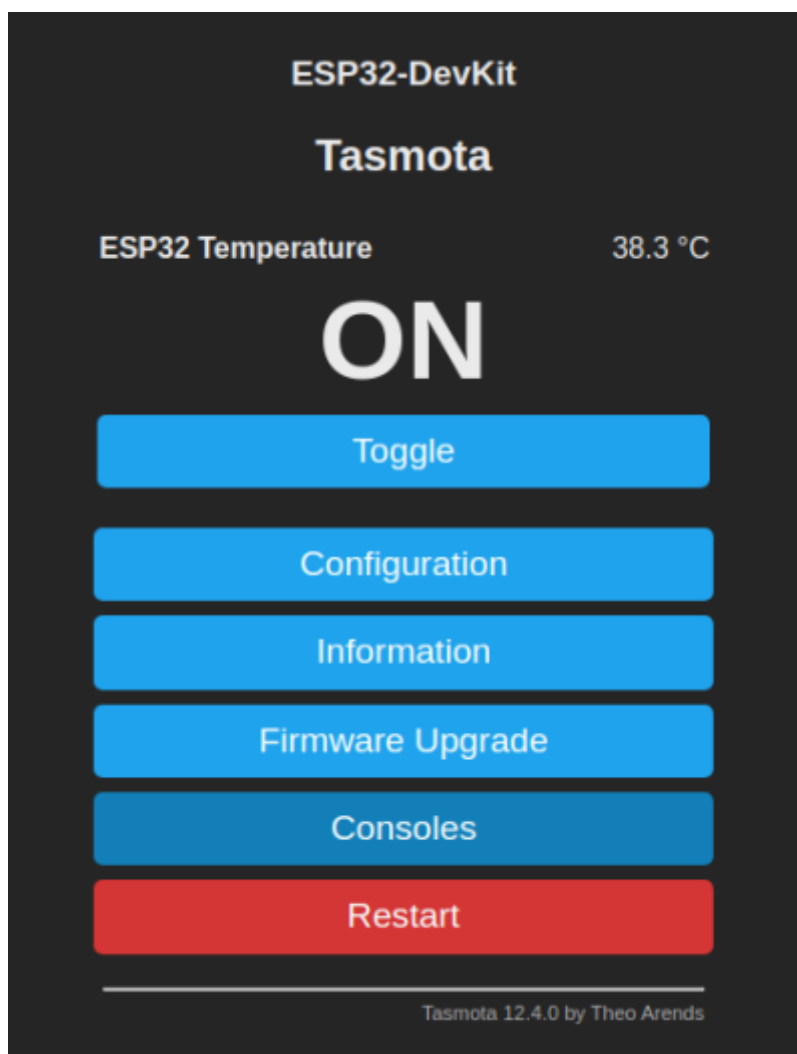 ESP32-DevKit
Tasmota
ESP32 Temperature 38.3 °C
ON
Toggle
Configuration
Information
Firmware Upgrade
Consoles
Restart
Tasmota 12.4.0 by Theo Arends